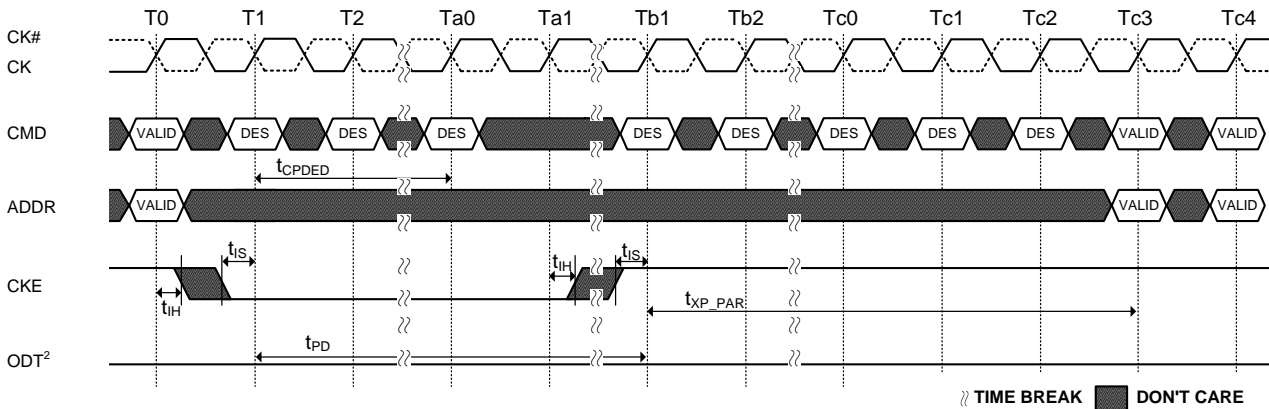 T0 T1 T2 Ta0 Ta1 Tb1 Tb2 Tc0 Tc1 Tc2 Tc3 Tc4
CK#
CK
CMD VALID DES DES DES DES DES DES DES DES VALID VALID
tCPDED
ADDR VALID VALID VALID
tIS tIH tIS
CKE
tIH tXP_PAR
tPD
ODT2
TIME BREAK DON'T CARE